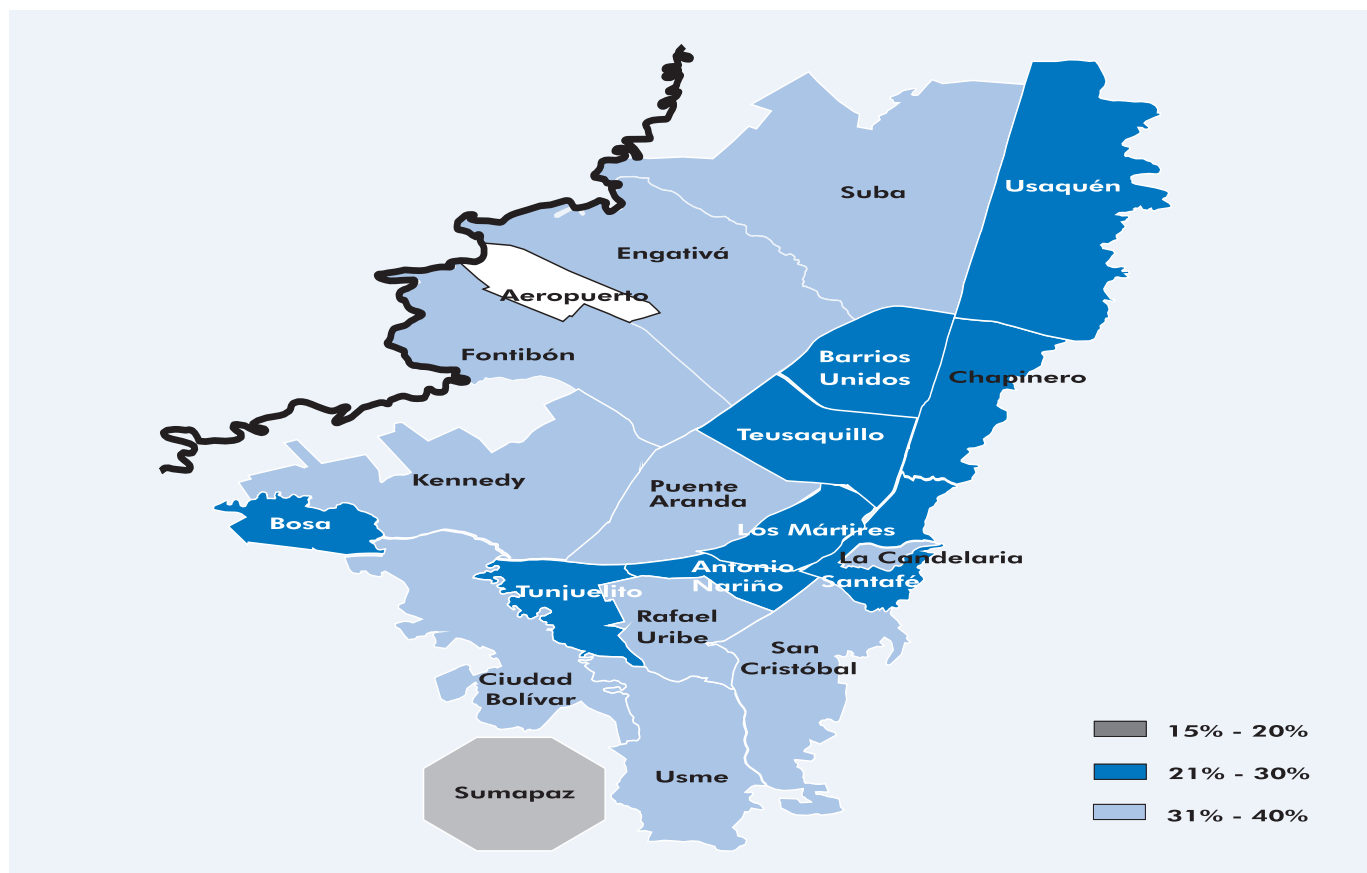 Suba
Usaquén
Engativá
Aeropuerto
Fontibón
Barrios
Unidos
Chapinero
Teusaquillo
Kennedy
Puente
Aranda
Bosa
Los Mártires
La Candelaria
Antonio
Nariño
Santafé
Tunjuelito
Rafael
Uribe
San
Cristóbal
Ciudad
Bolívar
Usme
Sumapaz
15% - 20%
21% - 30%
31% - 40%